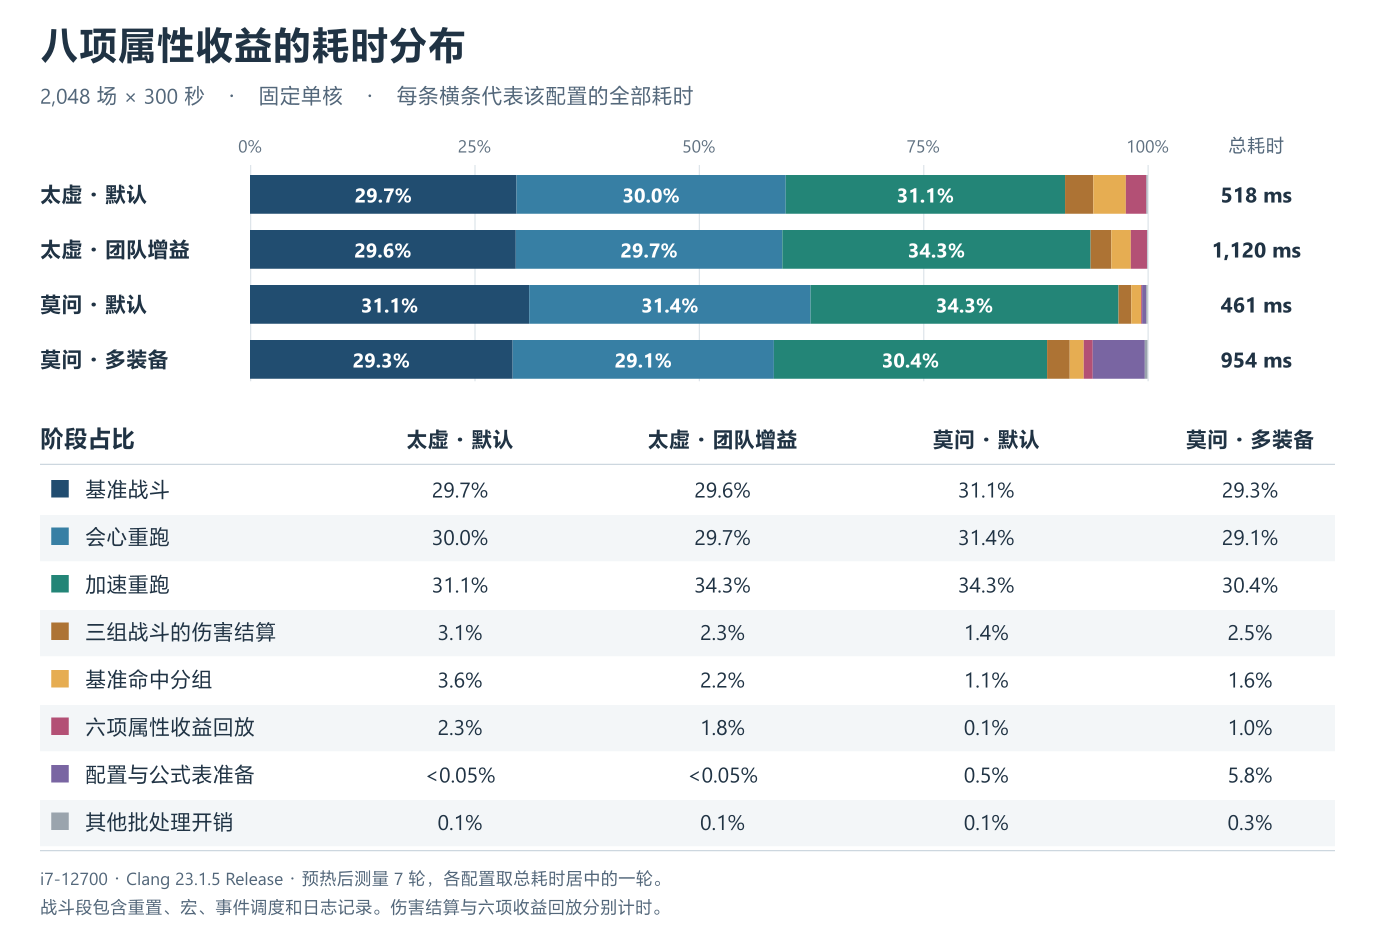 八项属性收益的耗时分布
2,048 场 × 300 秒 · 固定单核 · 每条横条代表该配置的全部耗时
0% 25% 50% 75% 100% 总耗时
太虚 · 默认 29.7% 30.0% 31.1% 518 ms
太虚 · 团队增益 29.6% 29.7% 34.3% 1,120 ms
莫问 · 默认 31.1% 31.4% 34.3% 461 ms
莫问 · 多装备 29.3% 29.1% 30.4% 954 ms
阶段占比 太虚 · 默认 太虚 · 团队增益 莫问 · 默认 莫问 · 多装备
基准战斗 29.7% 29.6% 31.1% 29.3%
会心重跑 30.0% 29.7% 31.4% 29.1%
加速重跑 31.1% 34.3% 34.3% 30.4%
三组战斗的伤害结算 3.1% 2.3% 1.4% 2.5%
基准命中分组 3.6% 2.2% 1.1% 1.6%
六项属性收益回放 2.3% 1.8% 0.1% 1.0%
配置与公式表准备 <0.05% <0.05% 0.5% 5.8%
其他批处理开销 0.1% 0.1% 0.1% 0.3%
i7-12700 · Clang 23.1.5 Release · 预热后测量 7 轮，各配置取总耗时居中的一轮。
战斗段包含重置、宏、事件调度和日志记录。伤害结算与六项收益回放分别计时。